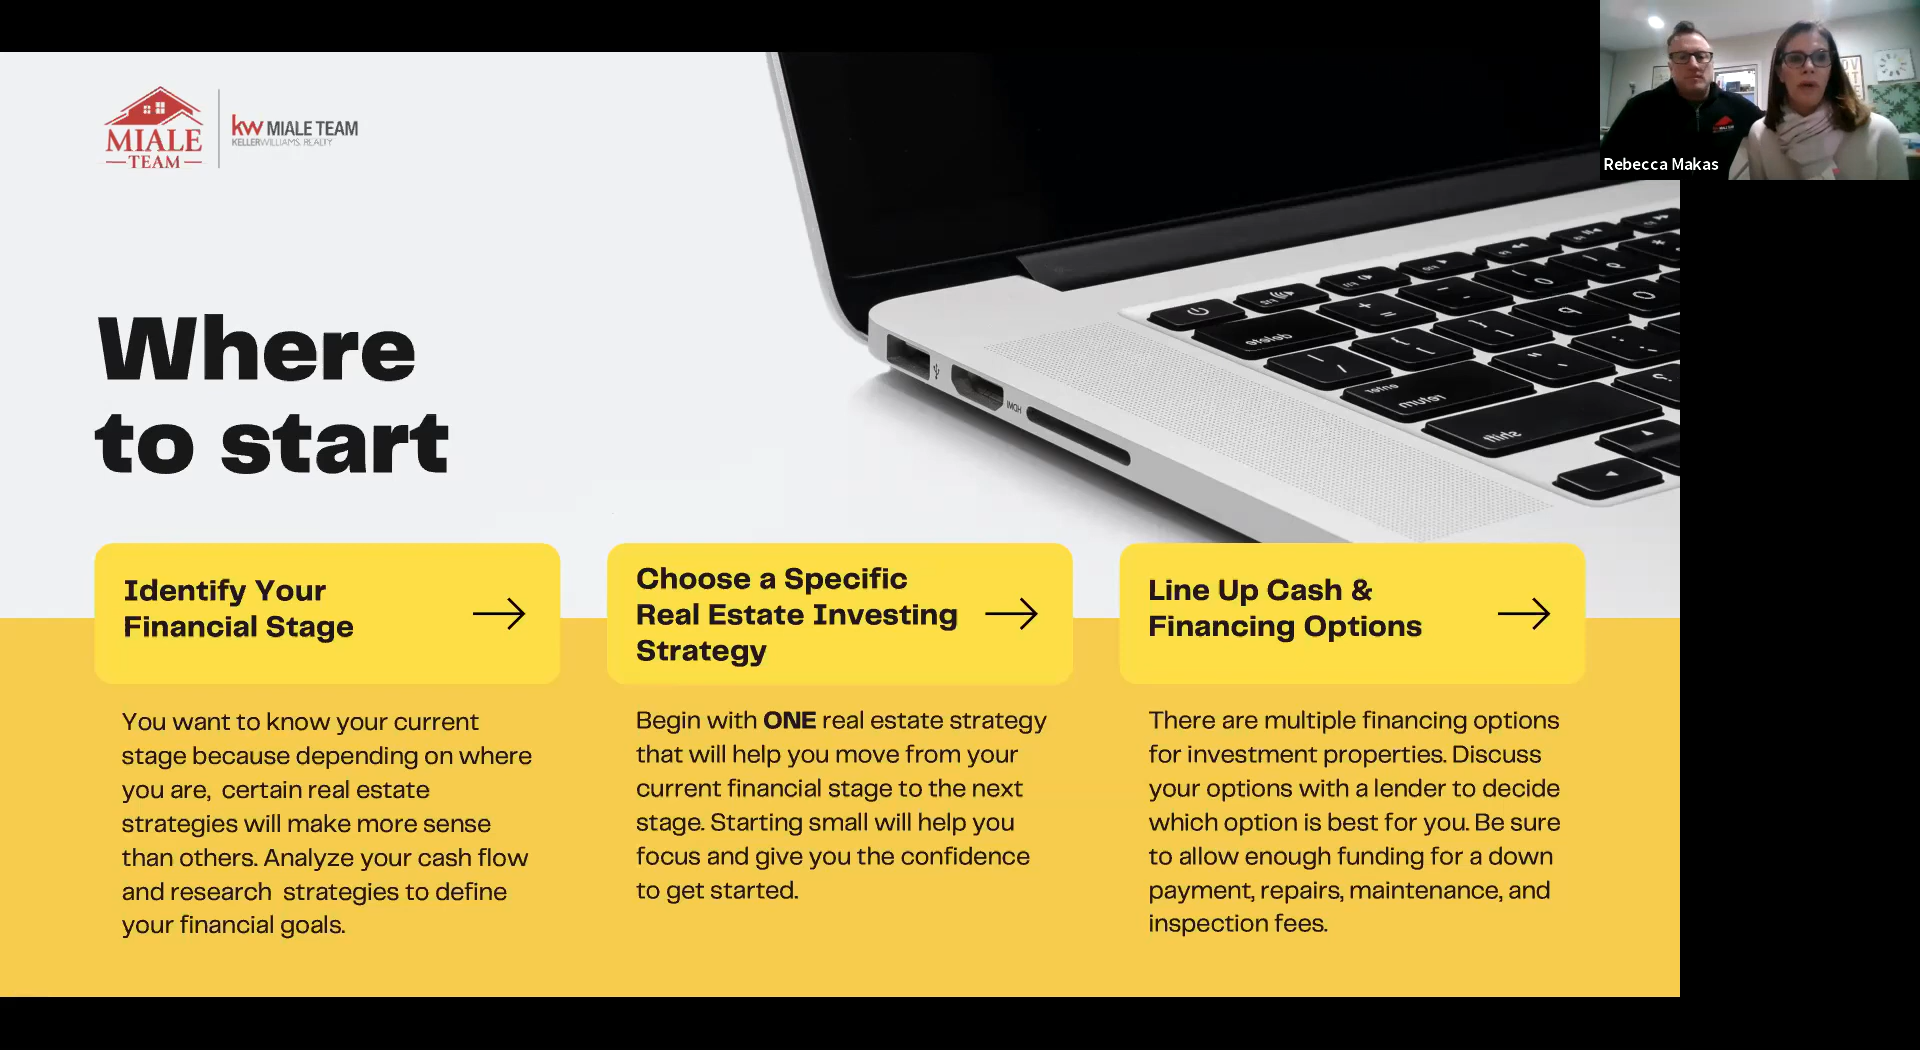 MIALE
TEAM
kw MIALE TEAM
KELLERWILLIAMS. REALTY
Rebecca Makas
Where
to start
Identify Your
Financial Stage
You want to know your current
stage because depending on where
you are, certain real estate
strategies will make more sense
than others. Analyze your cash flow
and research strategies to define
your financial goals.
Choose a Specific
Real Estate Investing
Strategy
Begin with ONE real estate strategy
that will help you move from your
current financial stage to the next
stage. Starting small will help you
focus and give you the confidence
to get started.
Line Up Cash &
Financing Options
There are multiple financing options
for investment properties. Discuss
your options with a lender to decide
which option is best for you. Be sure
to allow enough funding for a down
payment, repairs, maintenance, and
inspection fees.
delete
enter
return
shift
HDMI